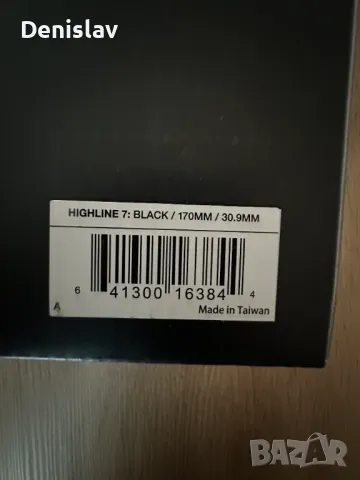 Denislav
HIGHLINE 7: BLACK / 170MM / 30.9MM
6 41300 16384 4
A
Made in Taiwan
BAZAR